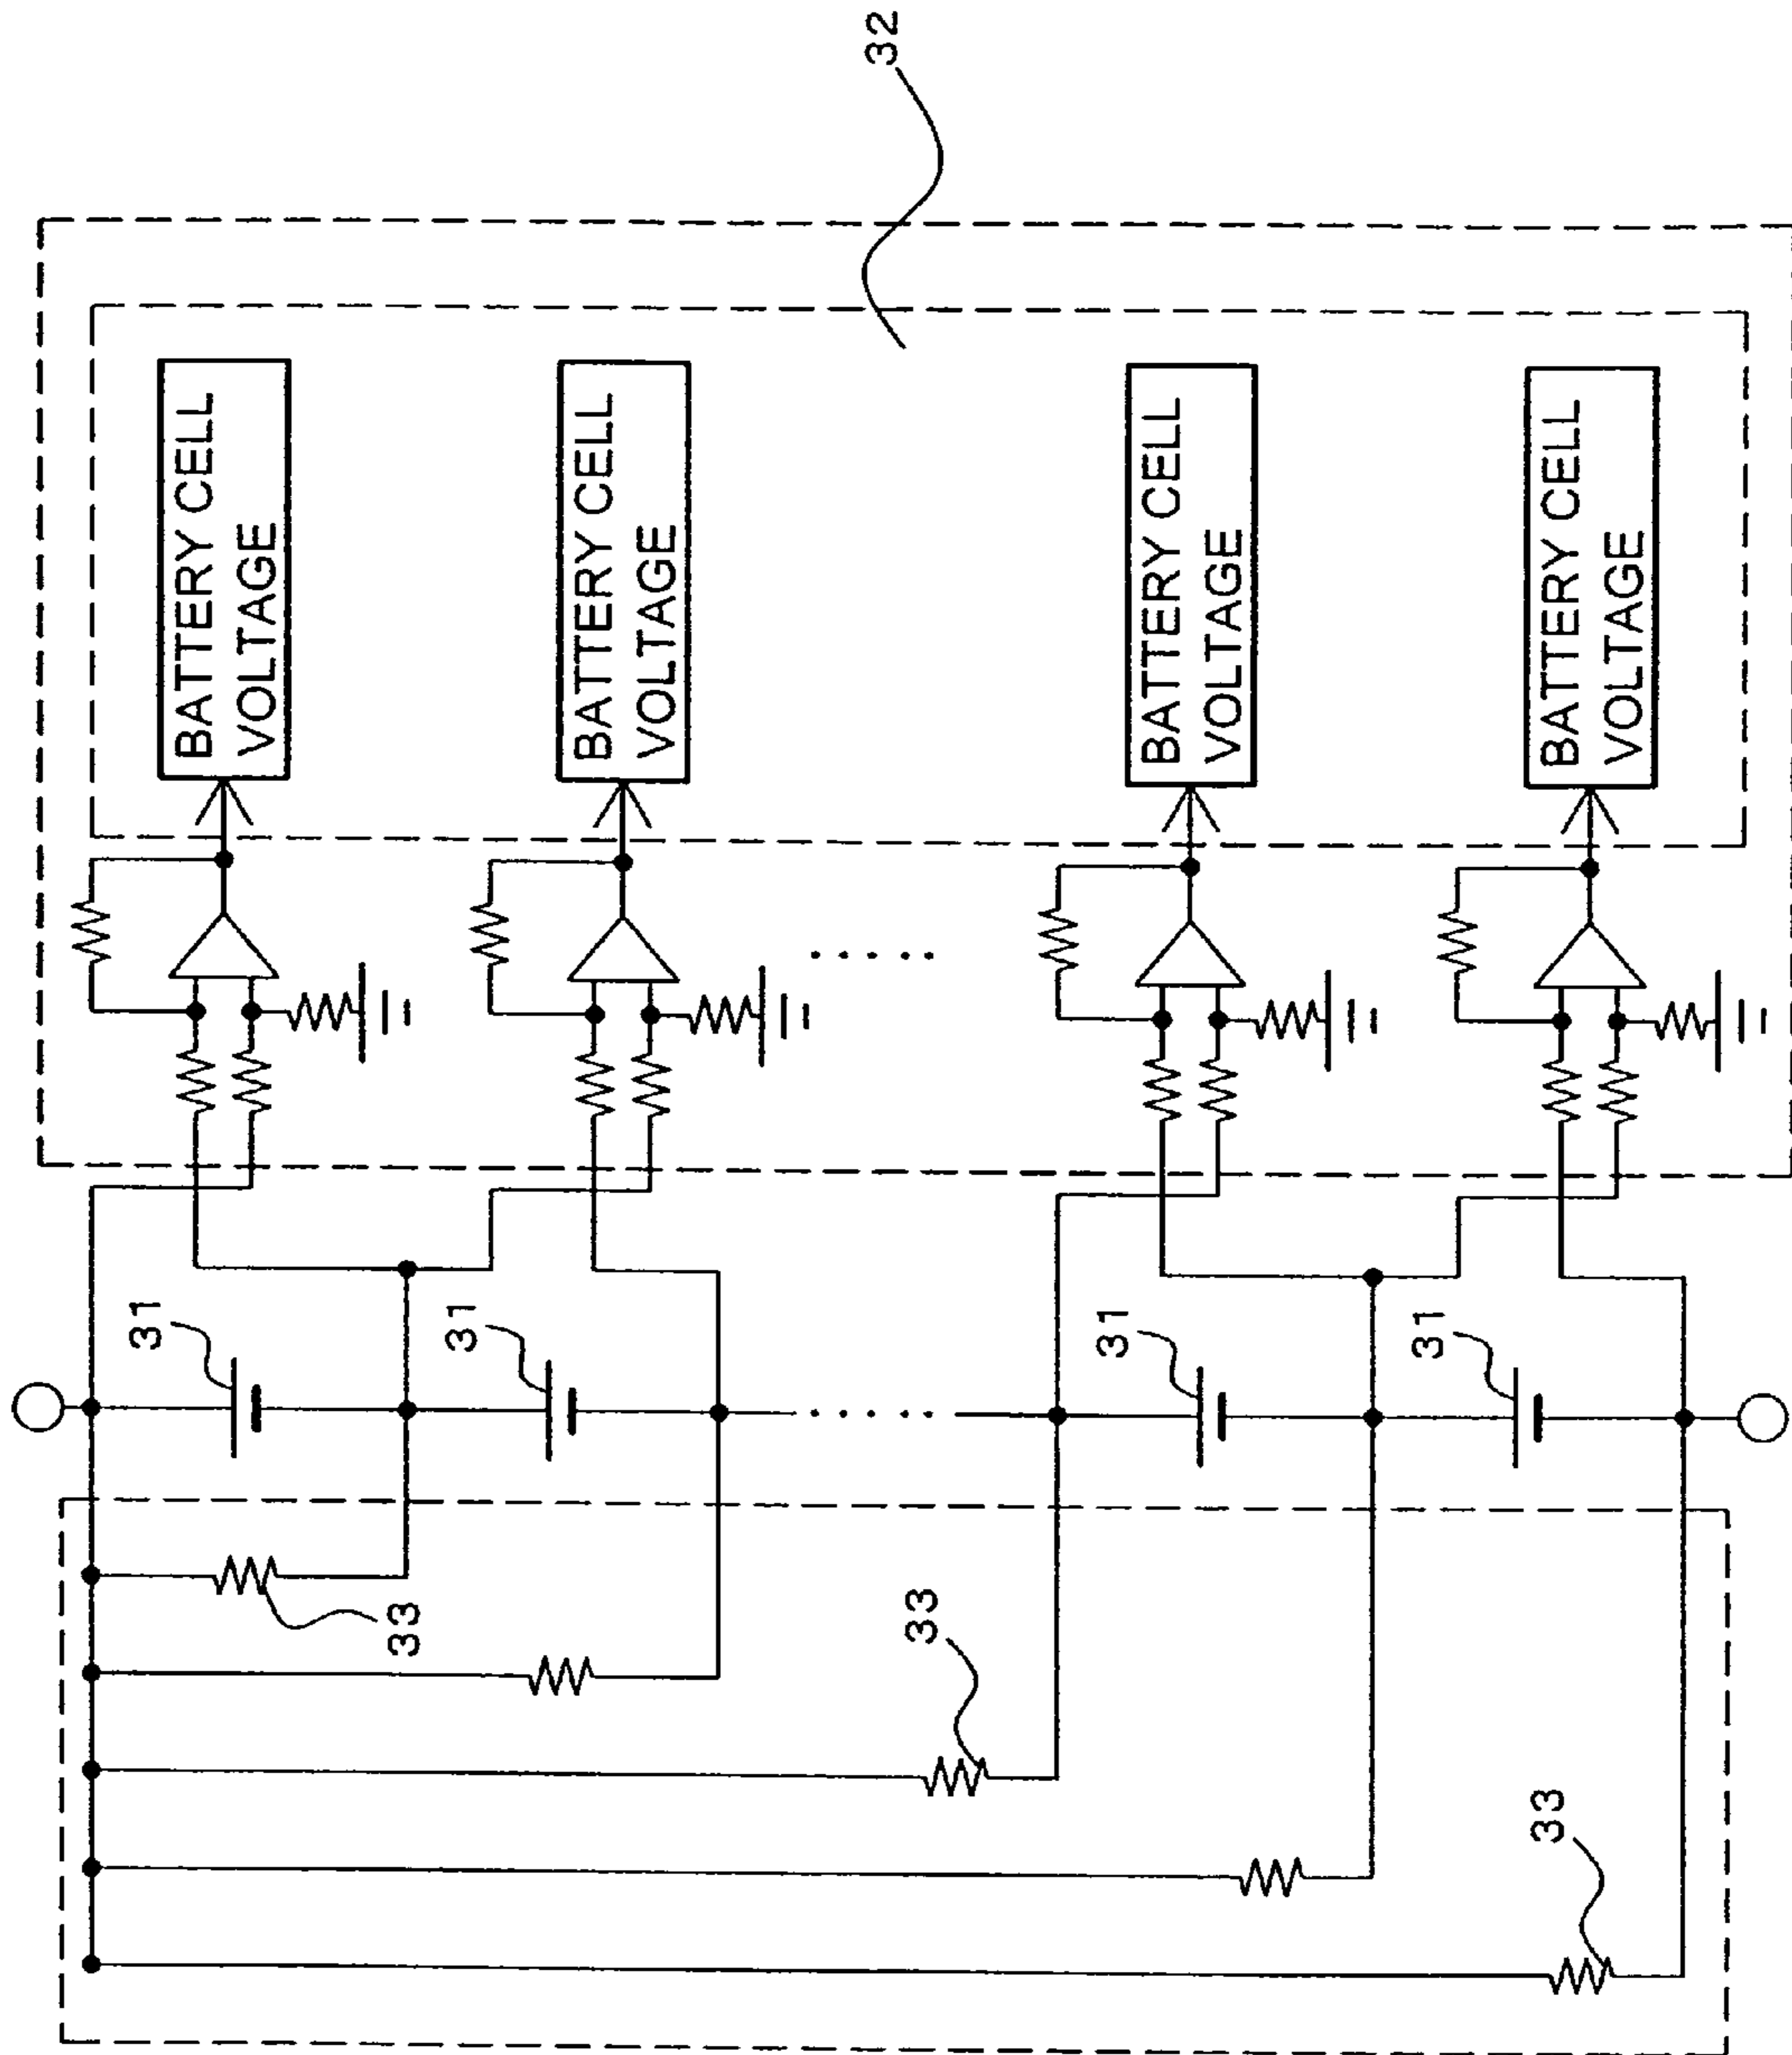 32
BATTERY CELL
VOLTAGE
BATTERY CELL
VOLTAGE
BATTERY CELL
VOLTAGE
BATTERY CELL
VOLTAGE
31
31
31
31
33
33
33